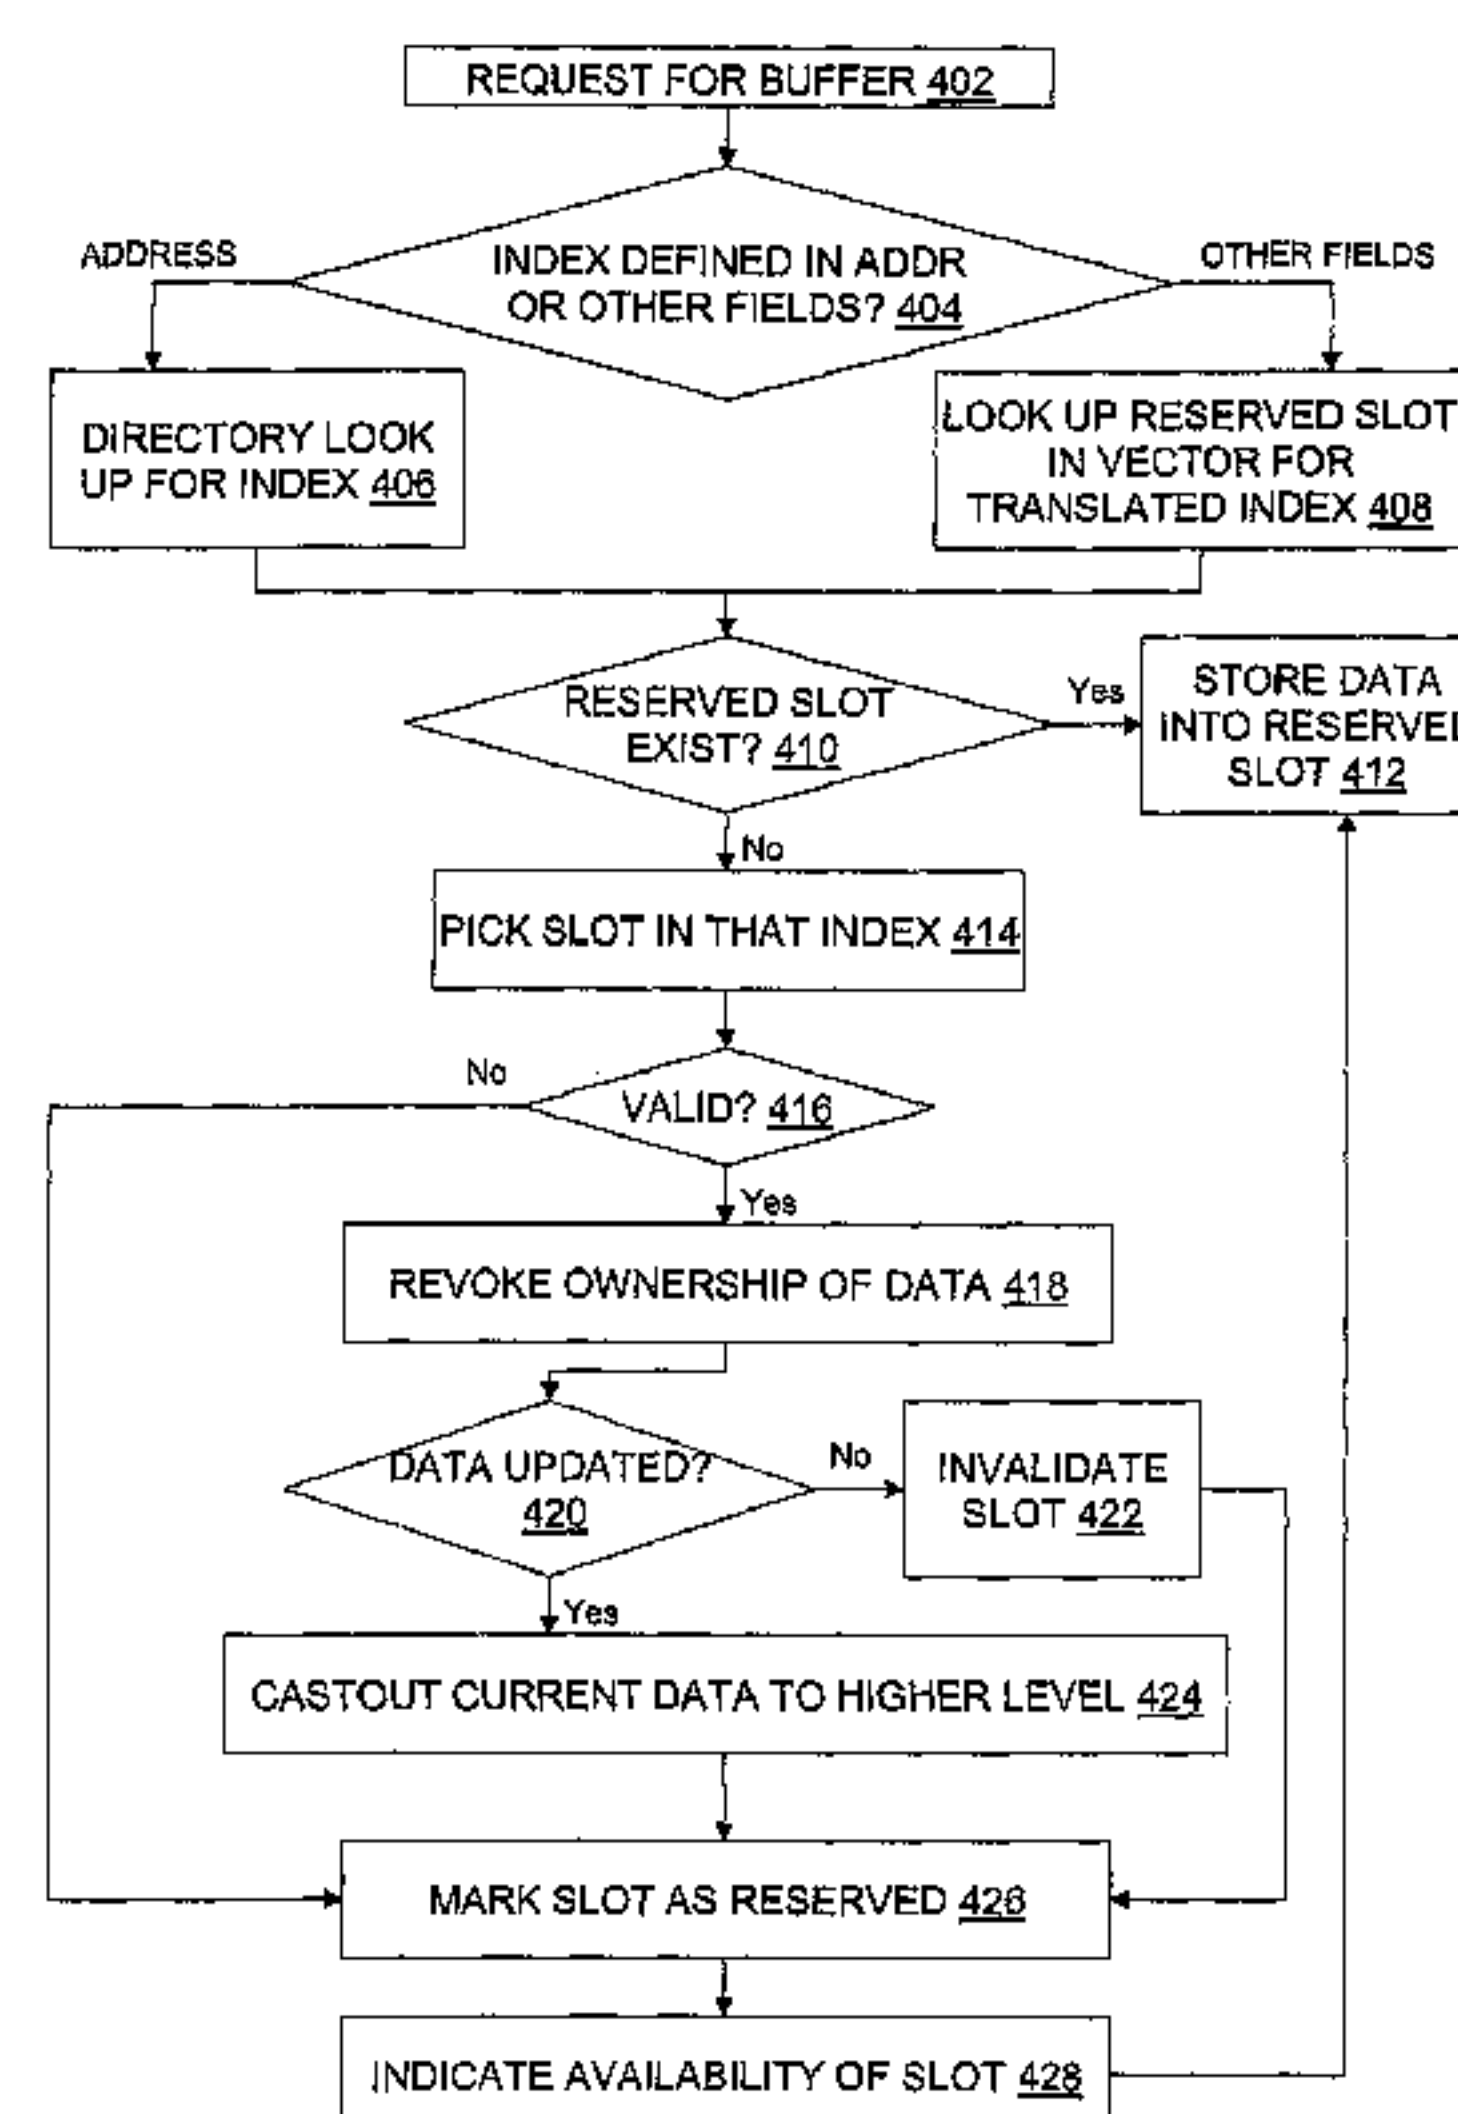 REQUEST FOR BUFFER 402
INDEX DEFINED IN ADDR
OR OTHER FIELDS? 404
ADDRESS
OTHER FIELDS
DIRECTORY LOOK
UP FOR INDEX 406
LOOK UP RESERVED SLOT
IN VECTOR FOR
TRANSLATED INDEX 408
RESERVED SLOT
EXIST? 410
Yes
STORE DATA
INTO RESERVED
SLOT 412
No
PICK SLOT IN THAT INDEX 414
No
VALID? 416
Yes
REVOKE OWNERSHIP OF DATA 418
DATA UPDATED?
420
No
INVALIDATE
SLOT 422
Yes
CASTOUT CURRENT DATA TO HIGHER LEVEL 424
MARK SLOT AS RESERVED 426
INDICATE AVAILABILITY OF SLOT 428